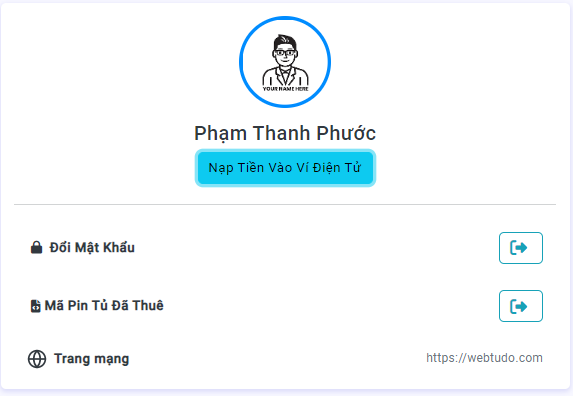 YOUR NAME HERE
Phạm Thanh Phước
Nạp Tiền Vào Ví Điện Tử
Đổi Mật Khẩu
Mã Pin Tủ Đã Thuê
Trang mạng https://webtudo.com